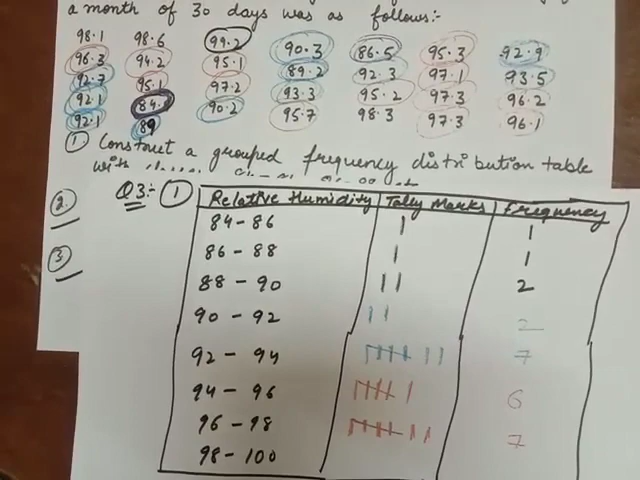 a month of 30 days was as follows:-
98.1 98.6 99.2 90.3 86.5 95.3 92.9
96.3 94.2 95.1 89.2 92.3 97.1 93.5
92.7 95.1 97.2 93.3 95.2 97.3 96.2
92.1 84. 90.2 95.7 98.3 97.3 96.1
92.1 89
① Construct a grouped frequency distribution table
with
② 
③ 
Q3:- ①
Relative Humidity Tally Marks Frequency
84-86 | 1
86-88 | 1
88-90 || 2
90-92 || 2
92-94 |||| || 7
94-96 |||| | 6
96-98 |||| || 7
98-100